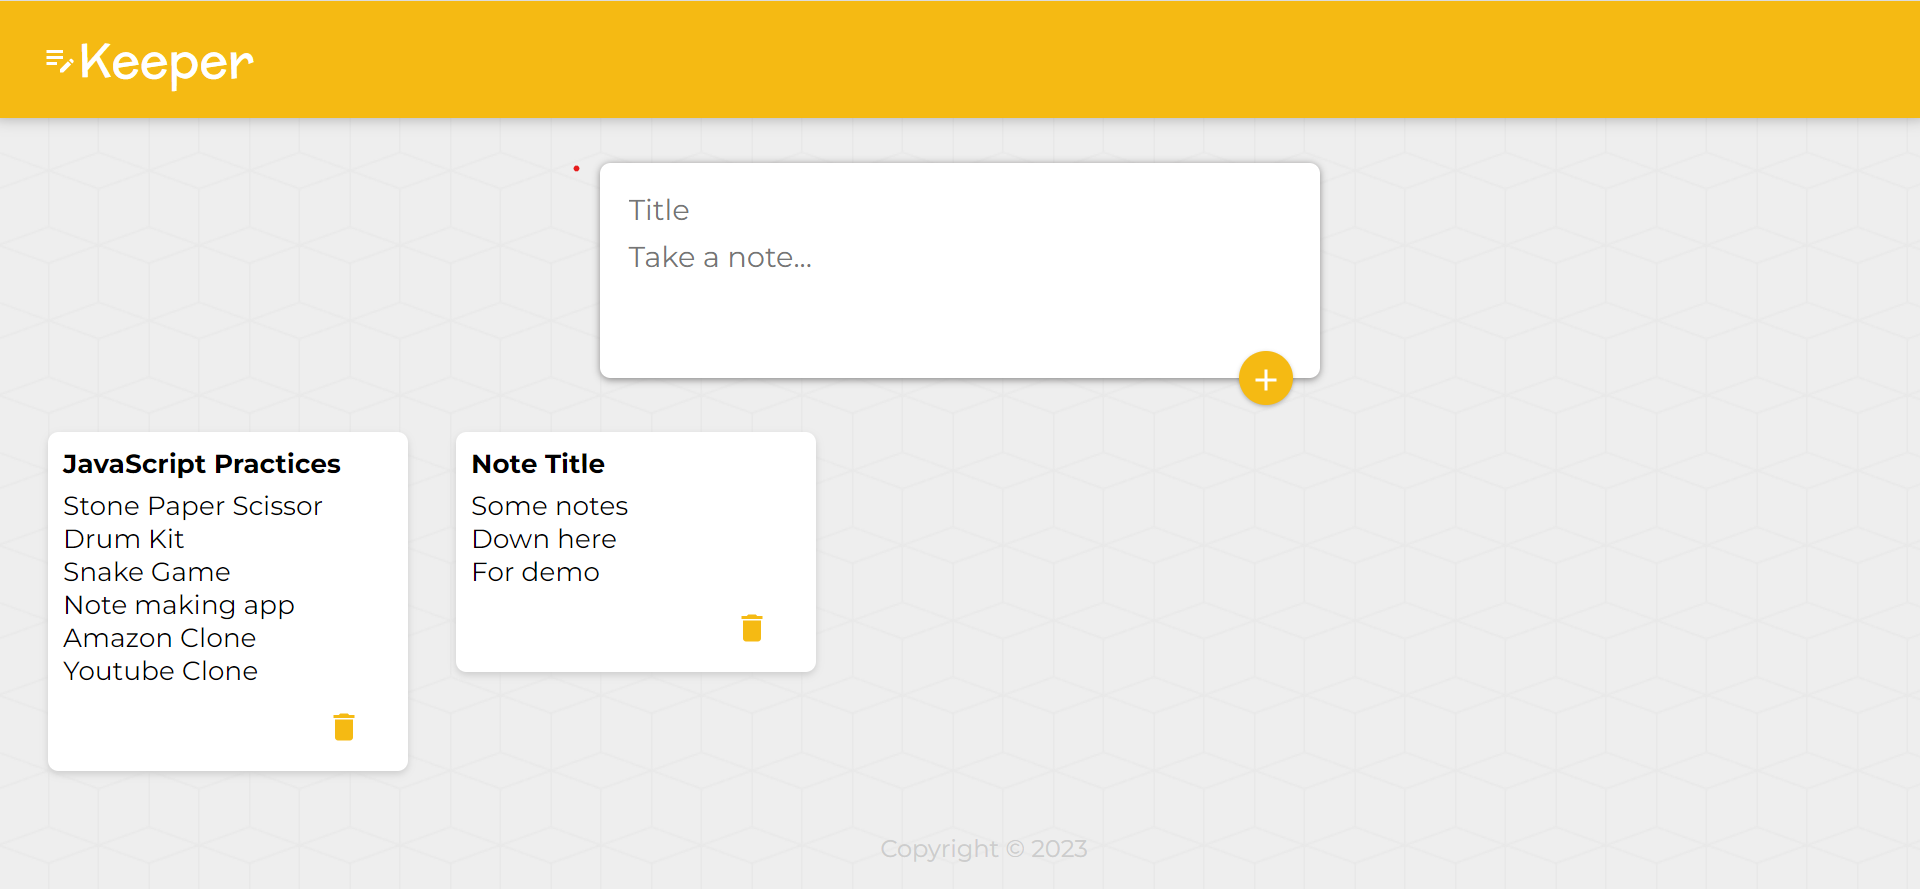 Keeper
Title
Take a note...
JavaScript Practices
Stone Paper Scissor
Drum Kit
Snake Game
Note making app
Amazon Clone
Youtube Clone
Note Title
Some notes
Down here
For demo
Copyright © 2023